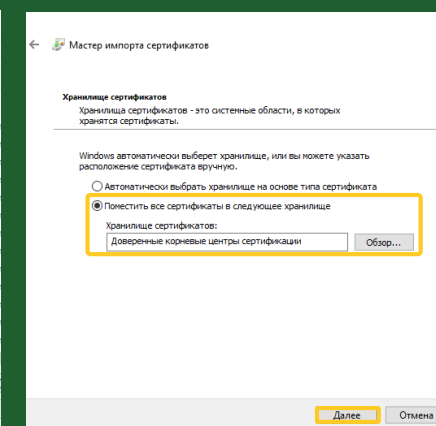 Мастер импорта сертификатов
Хранилище сертификатов
Хранилища сертификатов - это системные области, в которых
хранятся сертификаты.
Windows автоматически выберет хранилище, или вы можете указать
расположение сертификата вручную.
Автоматически выбрать хранилище на основе типа сертификата
Поместить все сертификаты в следующее хранилище
Хранилище сертификатов:
Доверенные корневые центры сертификации
Обзор...
Далее
Отмена